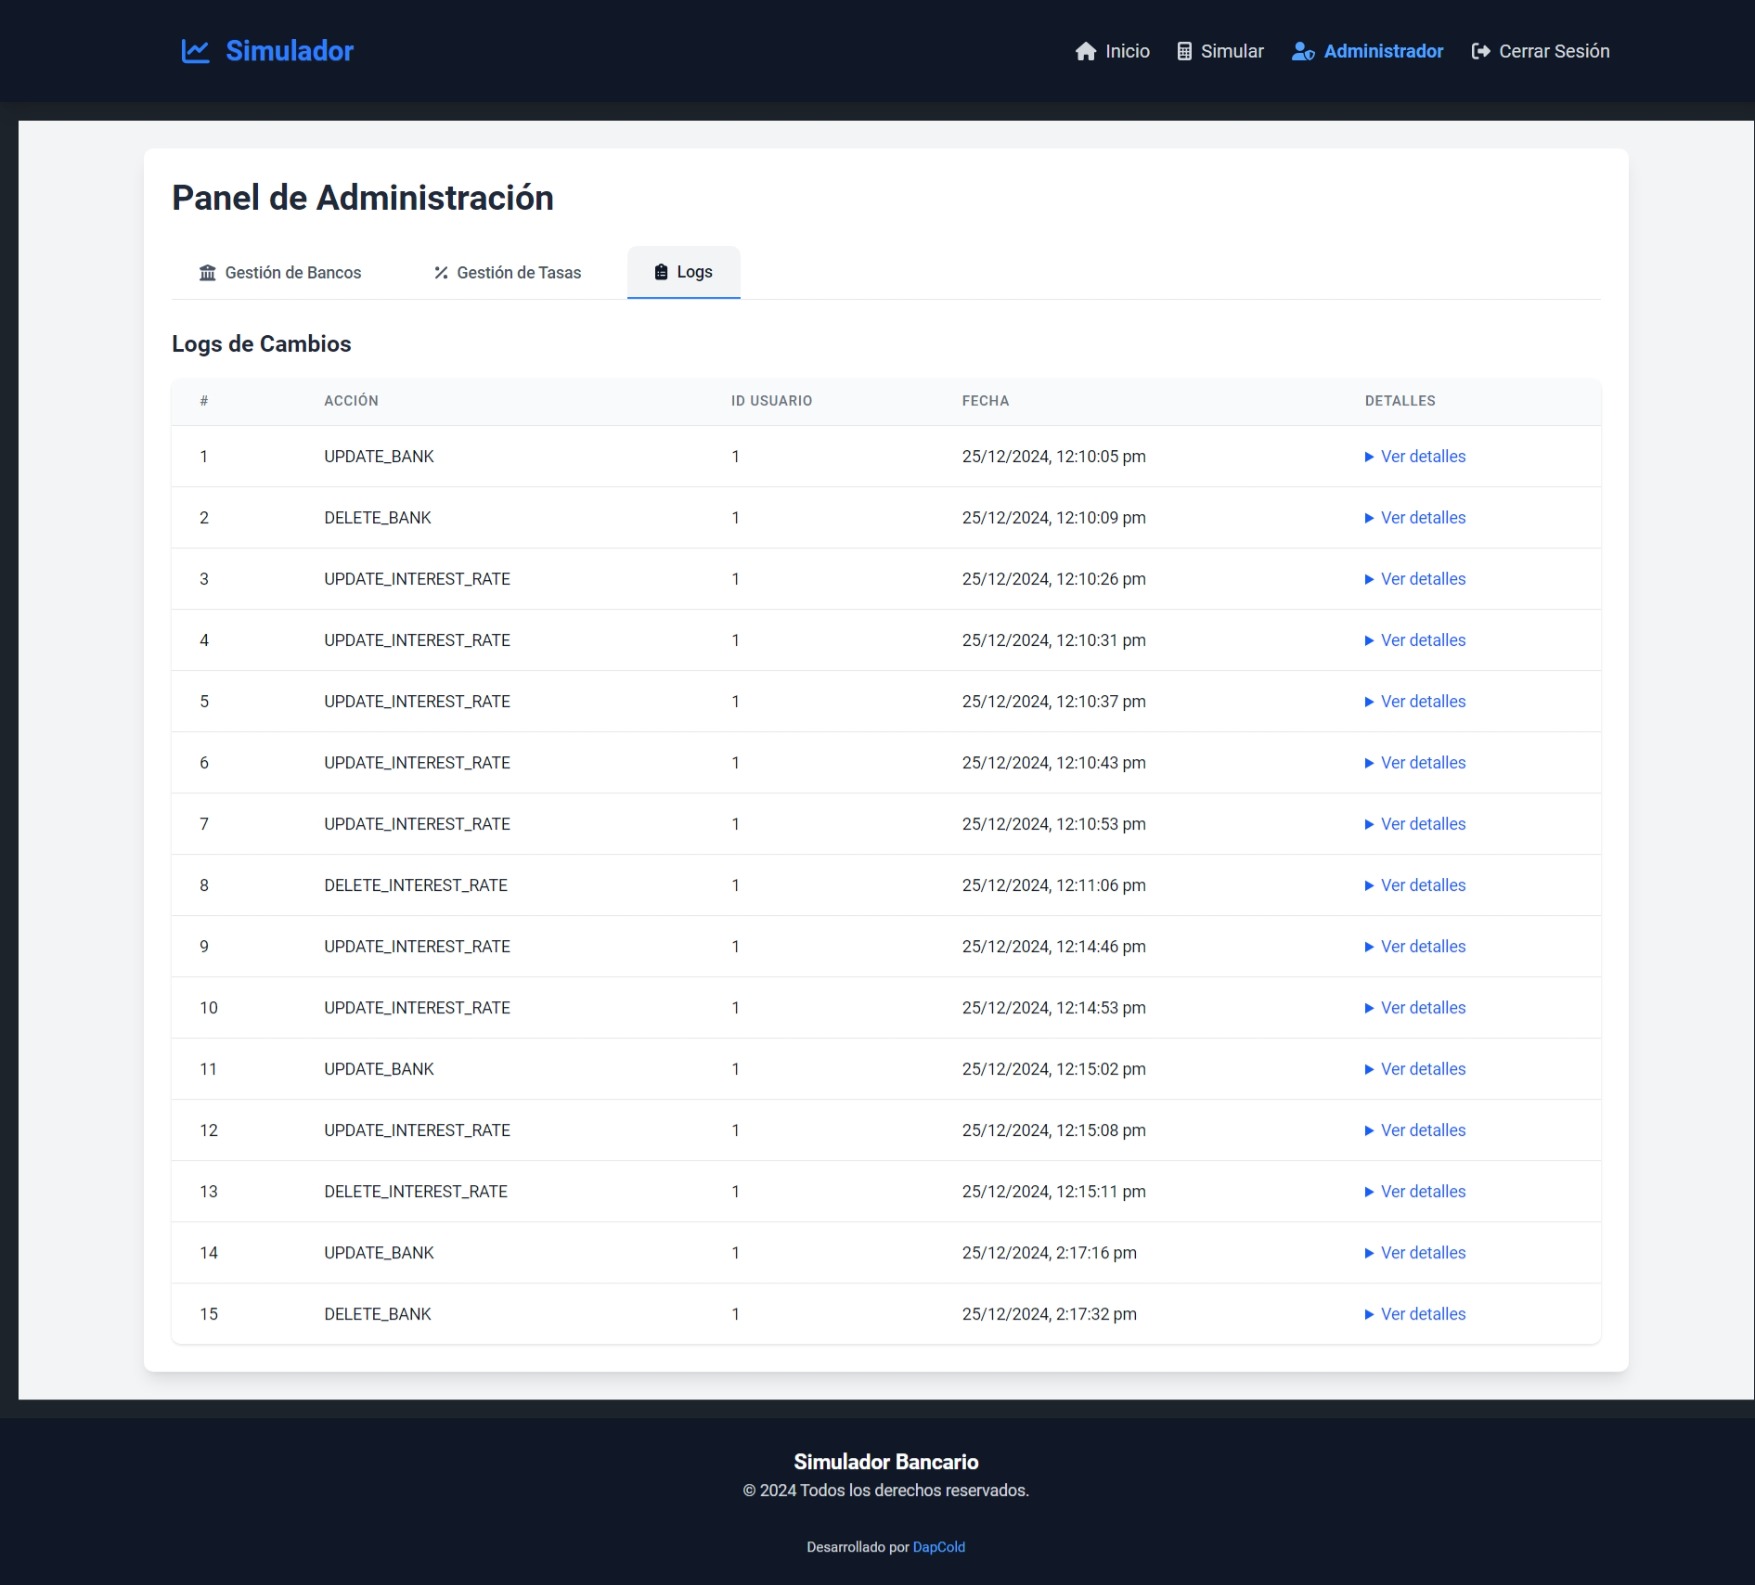 Simulador
Inicio Simular Administrador Cerrar Sesión
Panel de Administración
Gestión de Bancos Gestión de Tasas Logs
Logs de Cambios
# ACCIÓN ID USUARIO FECHA DETALLES
1 UPDATE_BANK 1 25/12/2024, 12:10:05 pm Ver detalles
2 DELETE_BANK 1 25/12/2024, 12:10:09 pm Ver detalles
3 UPDATE_INTEREST_RATE 1 25/12/2024, 12:10:26 pm Ver detalles
4 UPDATE_INTEREST_RATE 1 25/12/2024, 12:10:31 pm Ver detalles
5 UPDATE_INTEREST_RATE 1 25/12/2024, 12:10:37 pm Ver detalles
6 UPDATE_INTEREST_RATE 1 25/12/2024, 12:10:43 pm Ver detalles
7 UPDATE_INTEREST_RATE 1 25/12/2024, 12:10:53 pm Ver detalles
8 DELETE_INTEREST_RATE 1 25/12/2024, 12:11:06 pm Ver detalles
9 UPDATE_INTEREST_RATE 1 25/12/2024, 12:14:46 pm Ver detalles
10 UPDATE_INTEREST_RATE 1 25/12/2024, 12:14:53 pm Ver detalles
11 UPDATE_BANK 1 25/12/2024, 12:15:02 pm Ver detalles
12 UPDATE_INTEREST_RATE 1 25/12/2024, 12:15:08 pm Ver detalles
13 DELETE_INTEREST_RATE 1 25/12/2024, 12:15:11 pm Ver detalles
14 UPDATE_BANK 1 25/12/2024, 2:17:16 pm Ver detalles
15 DELETE_BANK 1 25/12/2024, 2:17:32 pm Ver detalles
Simulador Bancario
© 2024 Todos los derechos reservados.
Desarrollado por DapCold